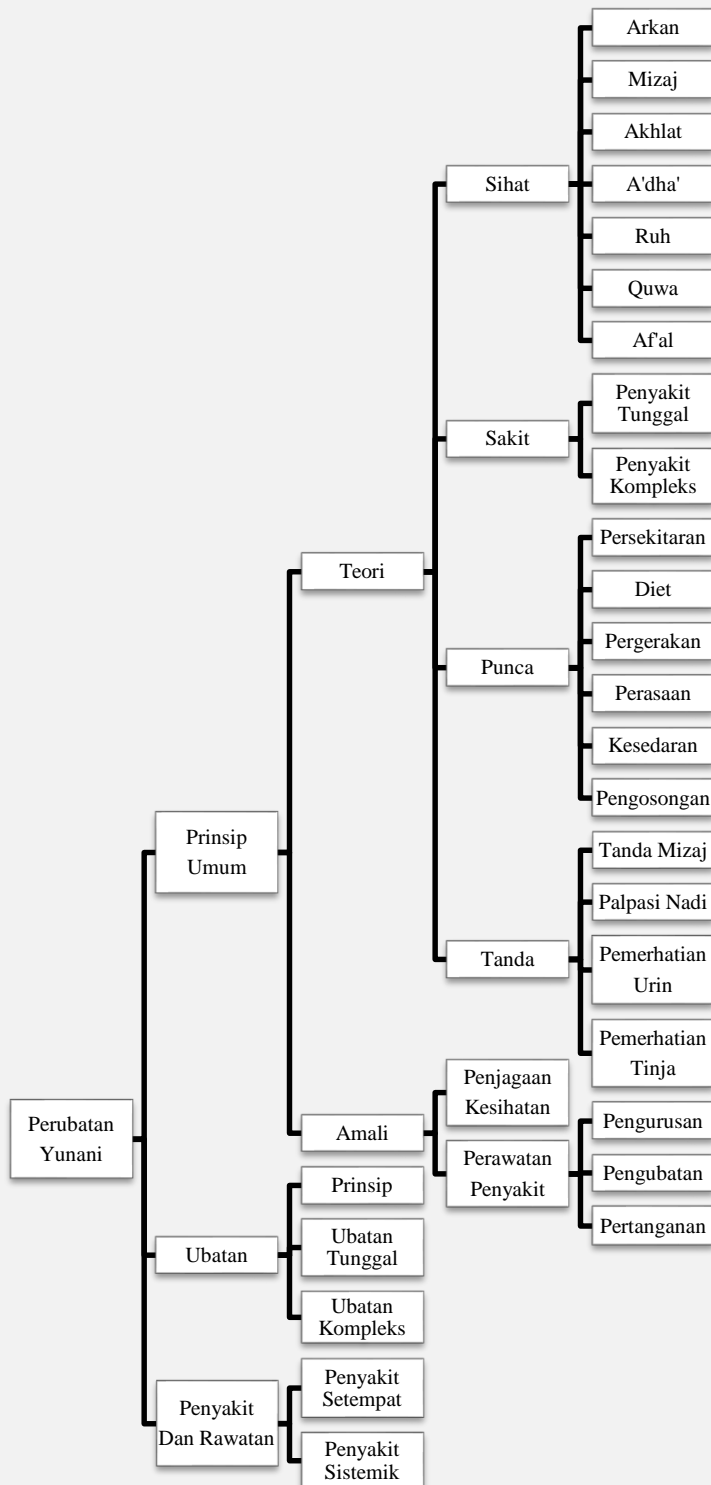 Arkan
Mizaj
Akhlat
Sihat
A'dha'
Ruh
Quwa
Af'al
Penyakit
Tunggal
Sakit
Penyakit
Kompleks
Persekitaran
Teori
Diet
Pergerakan
Punca
Perasaan
Kesedaran
Pengosongan
Prinsip
Umum
Tanda Mizaj
Palpasi Nadi
Tanda
Pemerhatian
Urin
Pemerhatian
Tinja
Perubatan
Yunani
Amali
Penjagaan
Kesihatan
Pengurusan
Perawatan
Penyakit
Pengubatan
Pertanganan
Prinsip
Ubatan
Ubatan
Tunggal
Ubatan
Kompleks
Penyakit
Setempat
Penyakit
Dan Rawatan
Penyakit
Sistemik